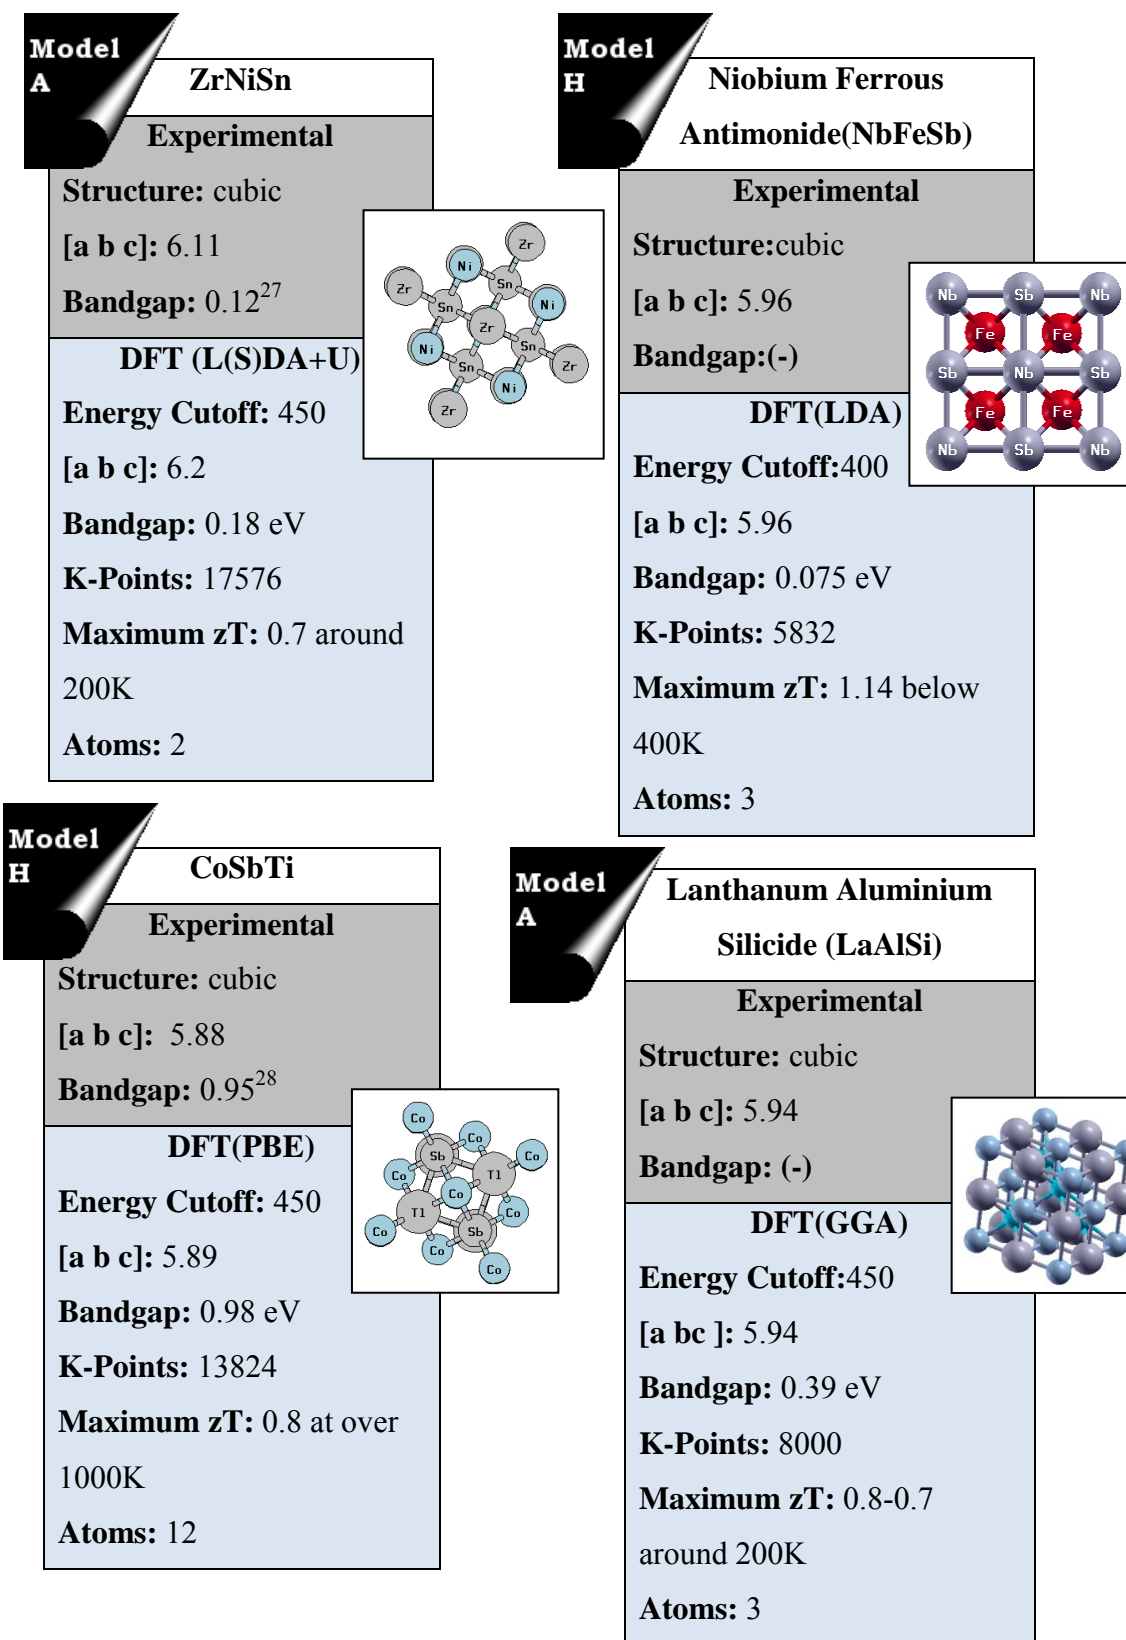 Model
A
ZrNiSn
Experimental
Structure: cubic
[a b c]: 6.11
Bandgap: 0.1227
DFT (L(S)DA+U)
Energy Cutoff: 450
[a b c]: 6.2
Bandgap: 0.18 eV
K-Points: 17576
Maximum zT: 0.7 around
200K
Atoms: 2
Zr
Ni
Sn
Zr
Sn
Ni
Zr
Ni
Sn
Zr
Sn
Ni
Zr
Model
H
Niobium Ferrous
Antimonide(NbFeSb)
Experimental
Structure:cubic
[a b c]: 5.96
Bandgap:(-)
DFT(LDA)
Energy Cutoff:400
[a b c]: 5.96
Bandgap: 0.075 eV
K-Points: 5832
Maximum zT: 1.14 below
400K
Atoms: 3
Nb Sb Nb
Fe Fe
Sb Nb Sb
Fe Fe
Nb Sb Nb
Model
H
CoSbTi
Experimental
Structure: cubic
[a b c]: 5.88
Bandgap: 0.9528
DFT(PBE)
Energy Cutoff: 450
[a b c]: 5.89
Bandgap: 0.98 eV
K-Points: 13824
Maximum zT: 0.8 at over
1000K
Atoms: 12
Co
Co
Sb
Co
Co
Tl
Co
Tl
Co
Co
Sb
Co
Co
Model
A
Lanthanum Aluminium
Silicide (LaAlSi)
Experimental
Structure: cubic
[a b c]: 5.94
Bandgap: (-)
DFT(GGA)
Energy Cutoff:450
[a bc ]: 5.94
Bandgap: 0.39 eV
K-Points: 8000
Maximum zT: 0.8-0.7
around 200K
Atoms: 3